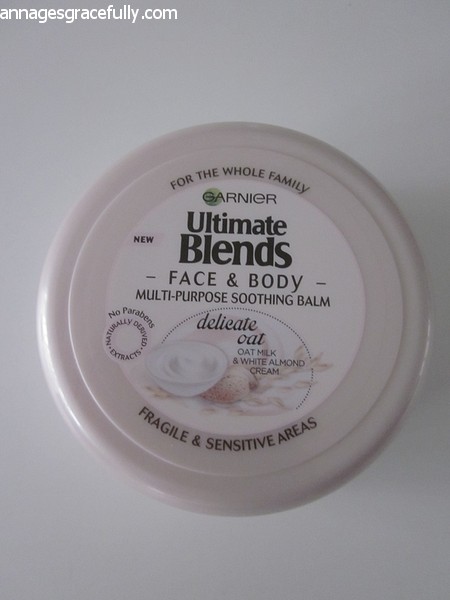 annagesgracefully.com
FOR THE WHOLE FAMILY
GARNIER
Ultimate
Blends
NEW
- FACE & BODY -
MULTI-PURPOSE SOOTHING BALM
No Parabens
• NATURALLY DERIVED •
EXTRACTS
delicate
oat
OAT MILK
& WHITE ALMOND
CREAM
FRAGILE & SENSITIVE AREAS